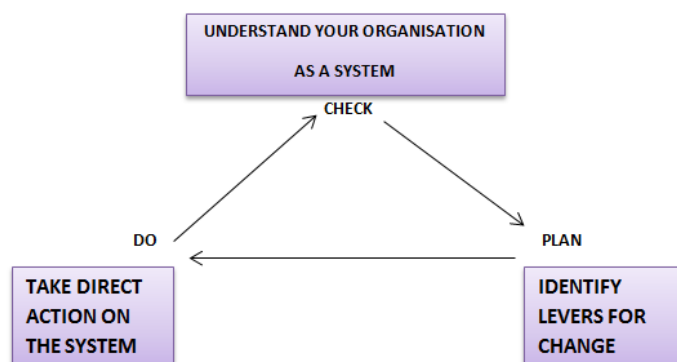 UNDERSTAND YOUR ORGANISATION
AS A SYSTEM
CHECK
DO
PLAN
TAKE DIRECT
ACTION ON
THE SYSTEM
IDENTIFY
LEVERS FOR
CHANGE